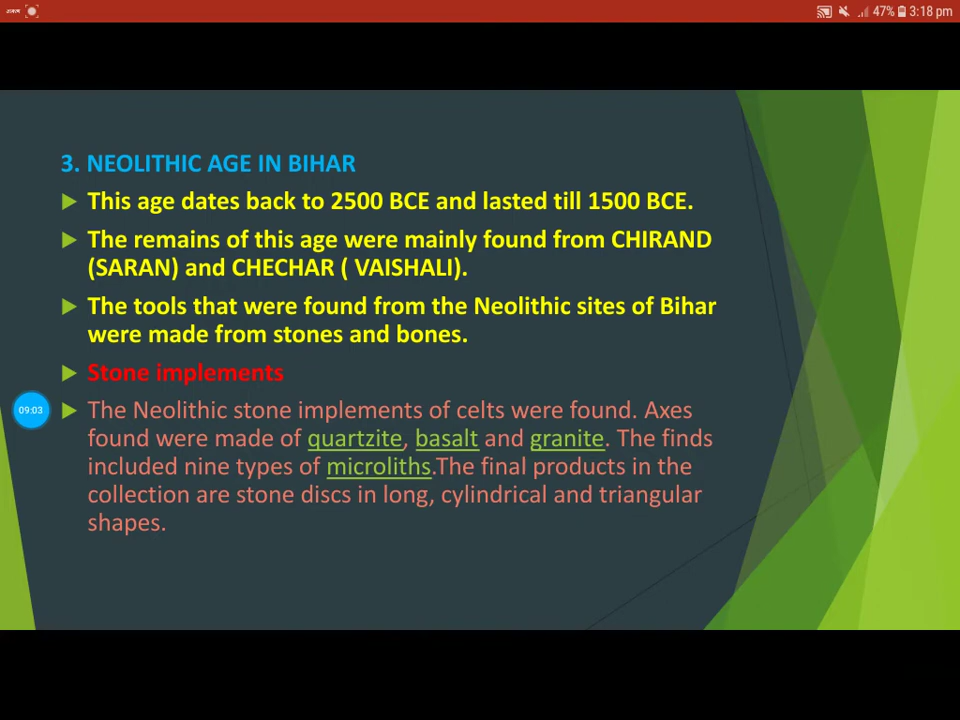 47% 3:18 pm
3. NEOLITHIC AGE IN BIHAR
This age dates back to 2500 BCE and lasted till 1500 BCE.
The remains of this age were mainly found from CHIRAND
(SARAN) and CHECHAR ( VAISHALI).
The tools that were found from the Neolithic sites of Bihar
were made from stones and bones.
Stone implements
09:03
The Neolithic stone implements of celts were found. Axes
found were made of quartzite, basalt and granite. The finds
included nine types of microliths.The final products in the
collection are stone discs in long, cylindrical and triangular
shapes.